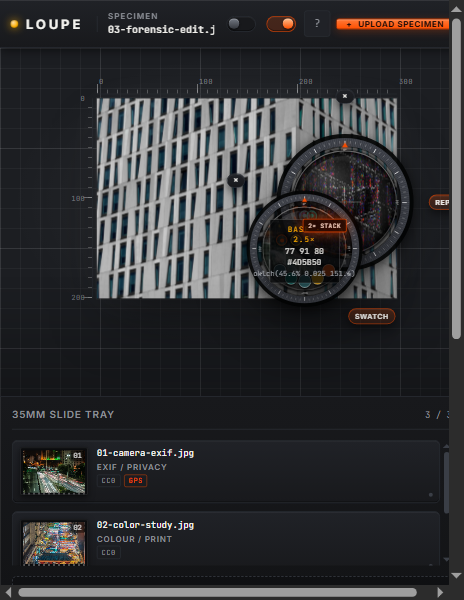 LOUPE
SPECIMEN
03-forensic-edit.j
?
+ UPLOAD SPECIMEN
0
100
200
300
0
100
200
2× STACK
2.5×
77 91 80
#4D5B50
SWATCH
35MM SLIDE TRAY
3 / 3
01
01-camera-exif.jpg
EXIF / PRIVACY
CC0
GPS
02
02-color-study.jpg
COLOUR / PRINT
CC0